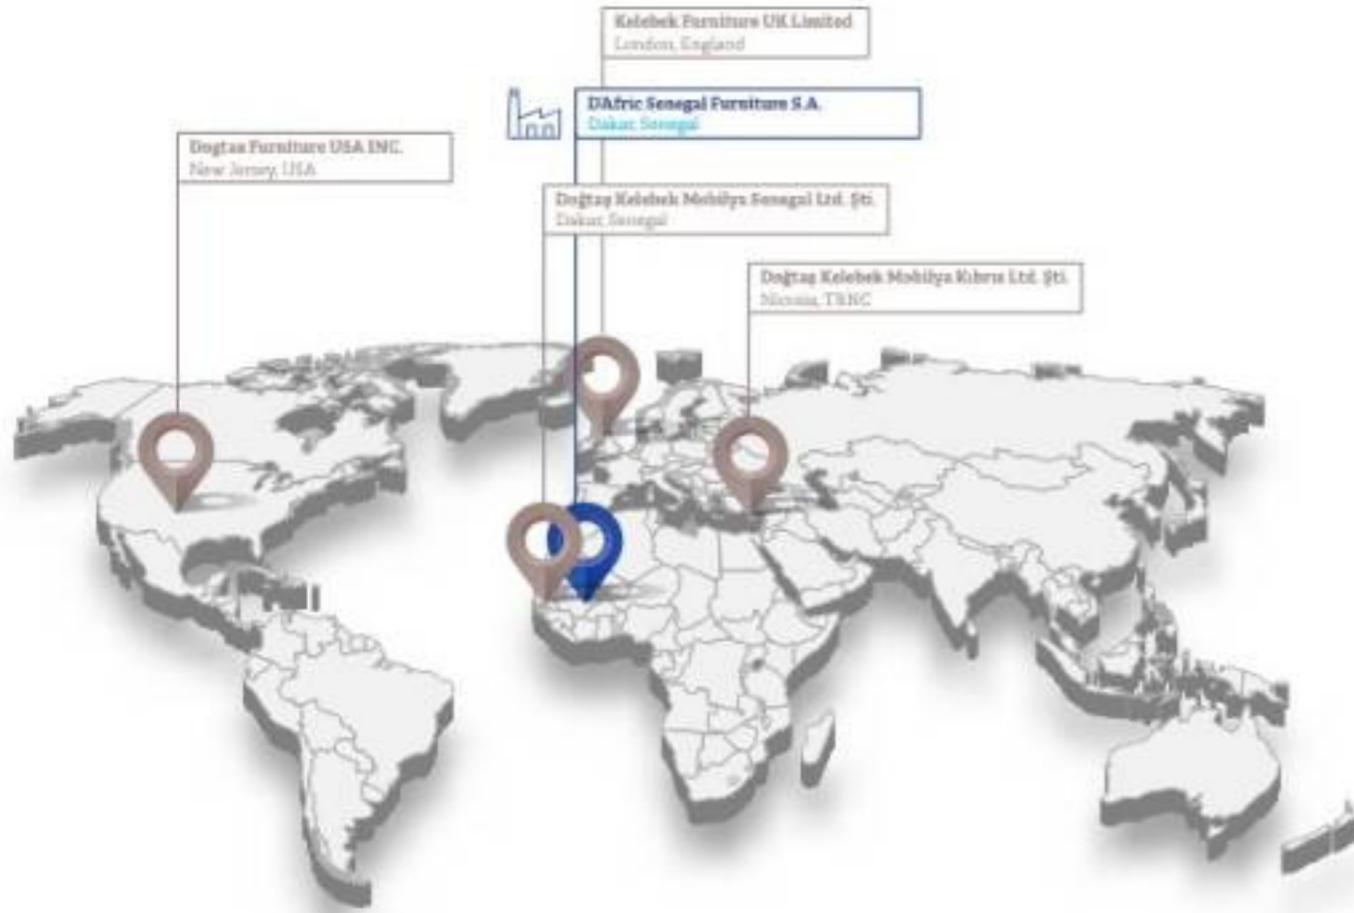 Kelebek Furniture UK Limited
London, England
D'Afric Senegal Furniture S.A.
Dakar, Senegal
Dogtas Furniture USA INC.
New Jersey, USA
Doğtaş Kelebek Mobilya Senegal Ltd. Şti.
Dakar, Senegal
Doğtaş Kelebek Mobilya Kıbrıs Ltd. Şti.
Nicosia, TRNC